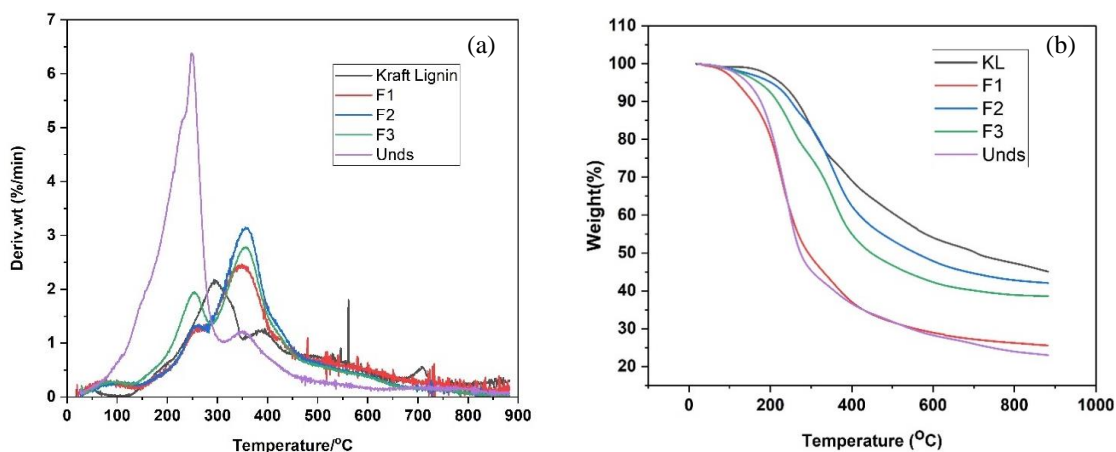 (a)
7
6
5
4
3
2
1
0
Deriv.wt (%/min)
Kraft Lignin
F1
F2
F3
Unds
0 100 200 300 400 500 600 700 800 900
Temperature/°C
(b)
110
100
90
80
70
60
50
40
30
20
Weight(%)
KL
F1
F2
F3
Unds
0 200 400 600 800 1000
Temperature (°C)